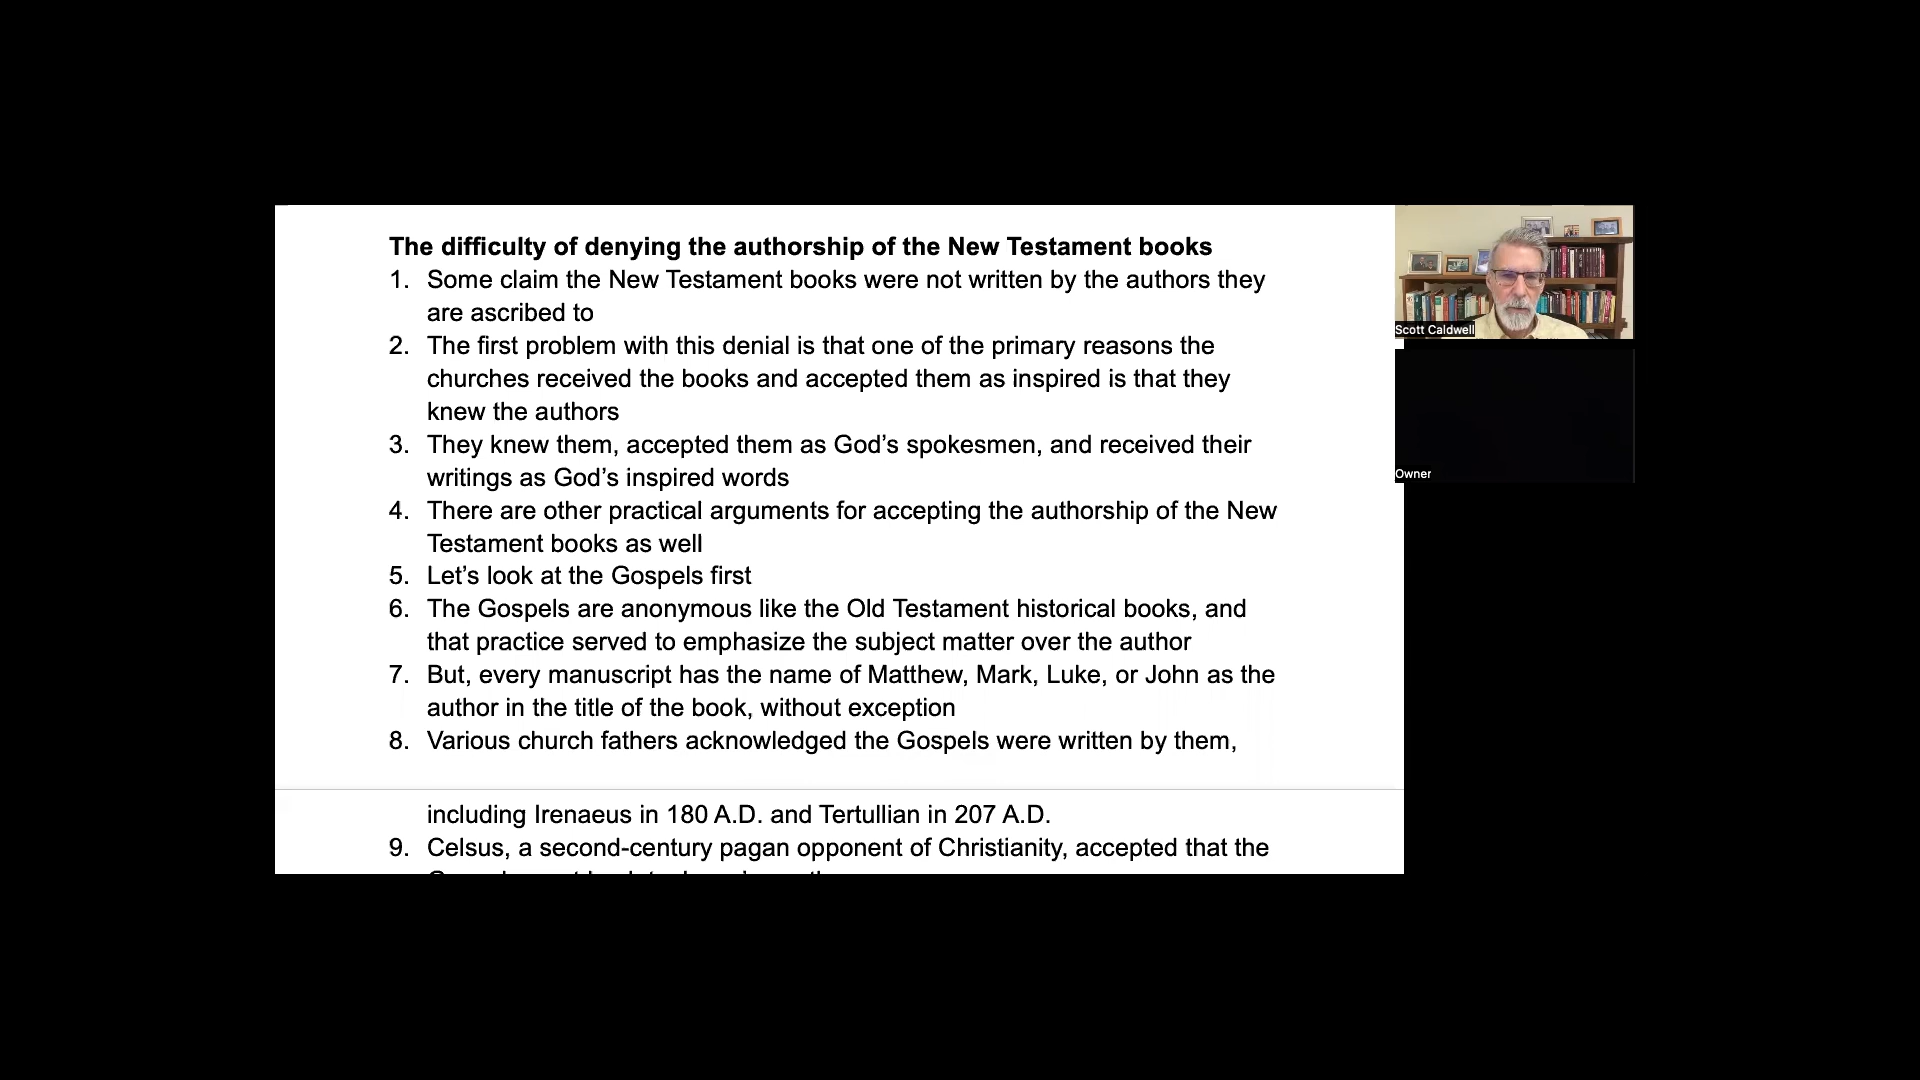 The difficulty of denying the authorship of the New Testament books
1. Some claim the New Testament books were not written by the authors they
are ascribed to
2. The first problem with this denial is that one of the primary reasons the
churches received the books and accepted them as inspired is that they
knew the authors
3. They knew them, accepted them as God’s spokesmen, and received their
writings as God’s inspired words
4. There are other practical arguments for accepting the authorship of the New
Testament books as well
5. Let’s look at the Gospels first
6. The Gospels are anonymous like the Old Testament historical books, and
that practice served to emphasize the subject matter over the author
7. But, every manuscript has the name of Matthew, Mark, Luke, or John as the
author in the title of the book, without exception
8. Various church fathers acknowledged the Gospels were written by them,
including Irenaeus in 180 A.D. and Tertullian in 207 A.D.
9. Celsus, a second-century pagan opponent of Christianity, accepted that the
Scott Caldwell
Owner